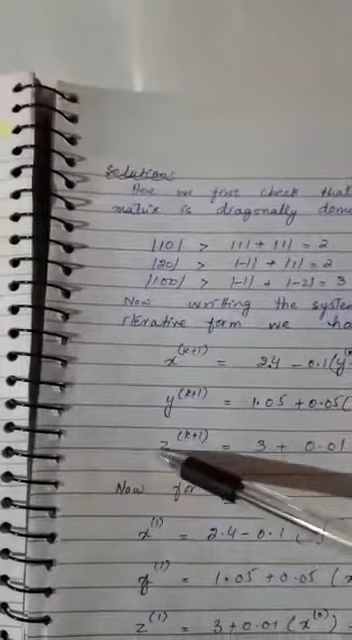 Solution:
Here we first check that
matrix is diagonally dom
|10| > |1| + |1| = 2
|20| > |-1| + |1| = 2
|100| > |-1| + |-2| = 3
Now writting the system
iterative form we ha
x^(k+1) = 2.4 - 0.1(y
y^(k+1) = 1.05 + 0.05(
z^(k+1) = 3 + 0.01
Now for
x^(1) = 2.4 - 0.1 (
y^(1) = 1.05 + 0.05 (x
z^(1) = 3 + 0.01 (x^(0)